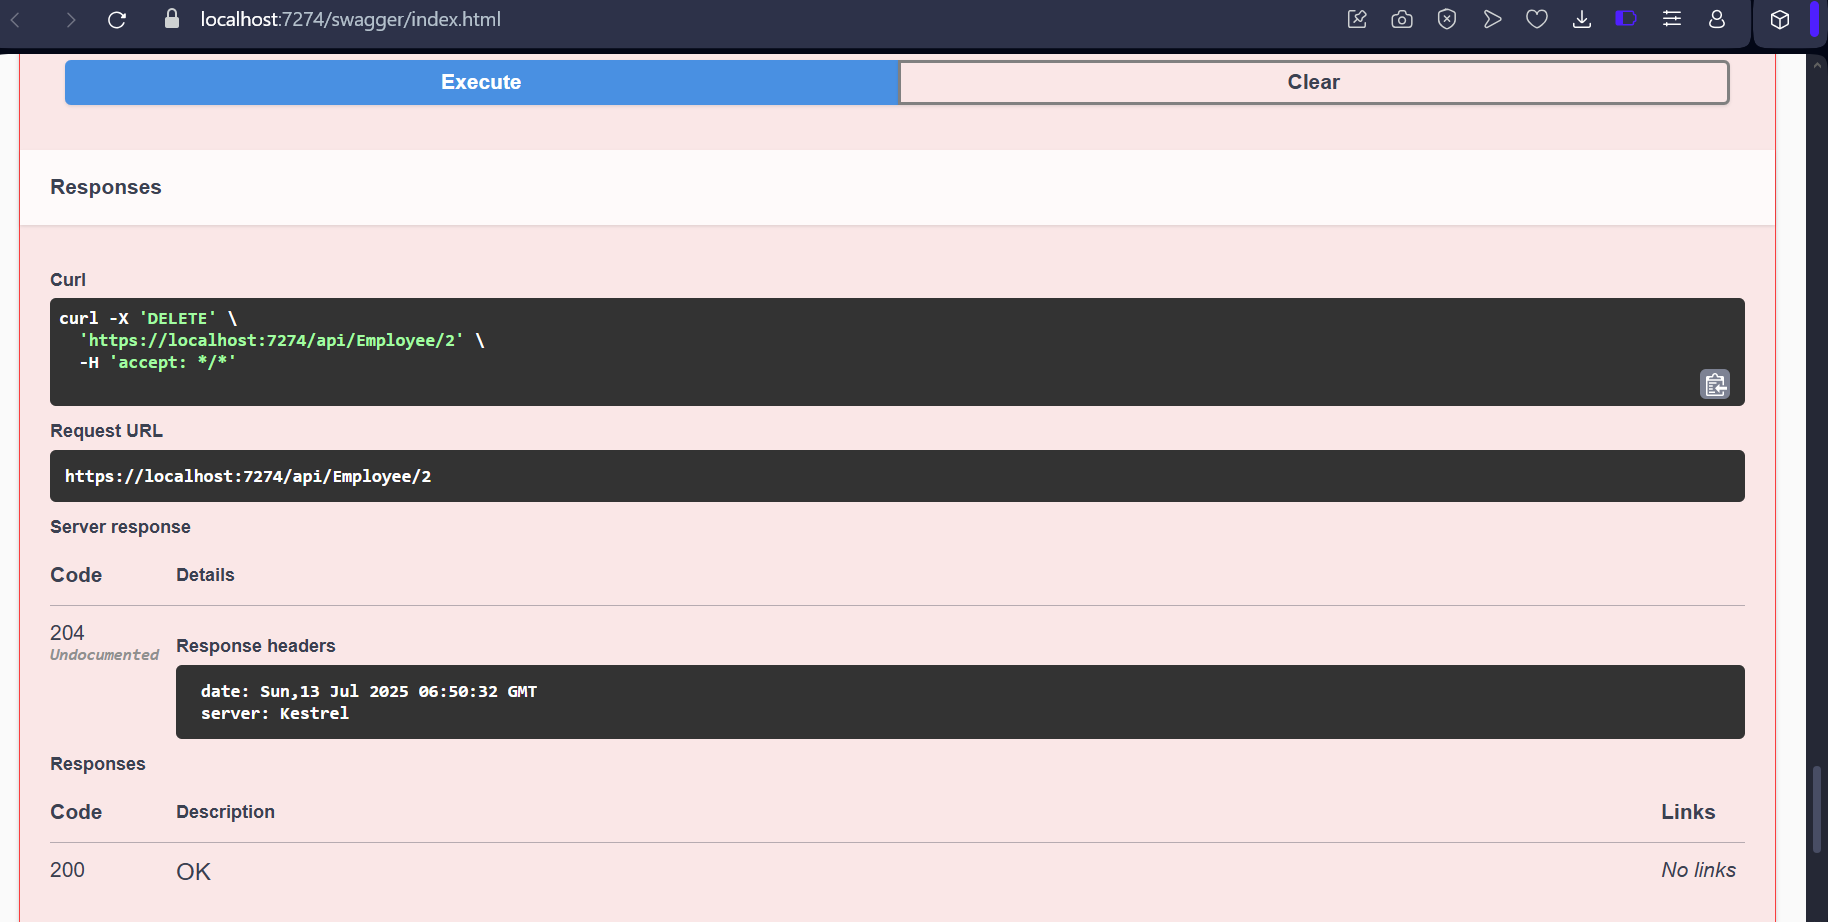 localhost:7274/swagger/index.html
Execute
Clear
Responses
Curl
curl -X 'DELETE' \
'https://localhost:7274/api/Employee/2' \
-H 'accept: */*'
Request URL
https://localhost:7274/api/Employee/2
Server response
Code Details
204
Undocumented
Response headers
date: Sun,13 Jul 2025 06:50:32 GMT
server: Kestrel
Responses
Code Description Links
200 OK No links